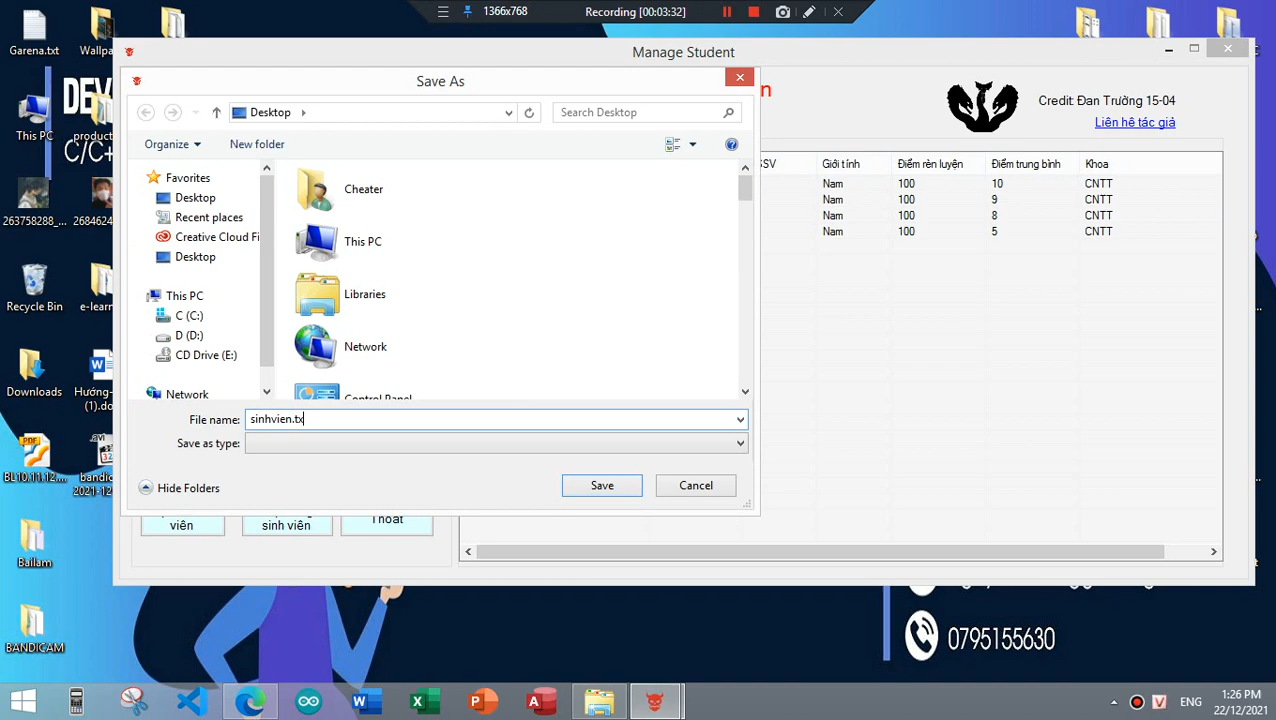 1366x768
Recording [00:03:32]
Garena.txt
Wallpa
Manage Student
DEV
C/C+
This PC
product
Save As
Desktop
Search Desktop
Organize
New folder
Favorites
Desktop
Recent places
Creative Cloud Fi
Desktop
This PC
C (C:)
D (D:)
CD Drive (E:)
Network
Cheater
This PC
Libraries
Network
Control Panel
File name: sinhvien.tx
Save as type:
Hide Folders
Save
Cancel
n
Credit: Đan Trường 15-04
Liên hệ tác giả
SSV Giới tính Điểm rèn luyện Điểm trung bình Khoa
Nam 100 10 CNTT
Nam 100 9 CNTT
Nam 100 8 CNTT
Nam 100 5 CNTT
viên
sinh viên
Thoát
263758288_...
2684624
Recycle Bin
e-learn
Downloads
Hướng-
(1).do
BL10.11.12....
.avi
bandic
2021-12
Bailam
BANDICAM
0795155630
ENG
1:26 PM
22/12/2021